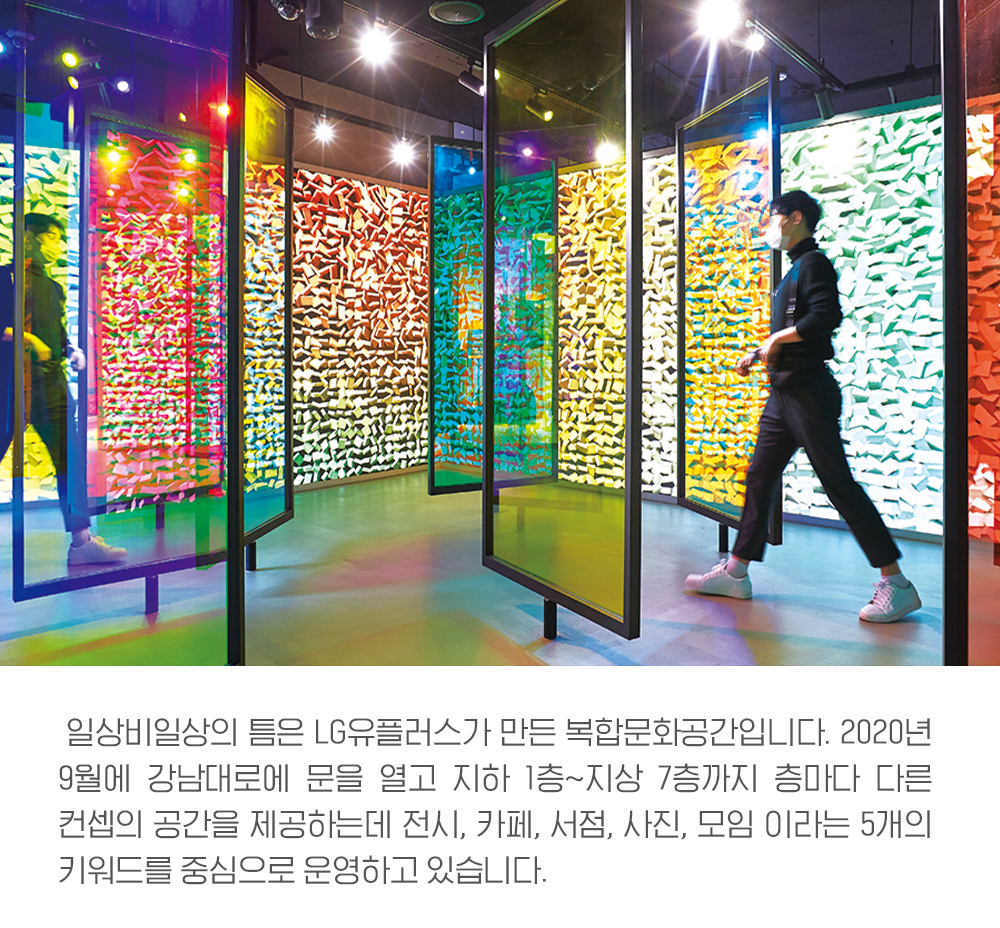 일상비일상의 틈은 LG유플러스가 만든 복합문화공간입니다. 2020년
9월에 강남대로에 문을 열고 지하 1층~지상 7층까지 층마다 다른
컨셉의 공간을 제공하는데 전시, 카페, 서점, 사진, 모임 이라는 5개의
키워드를 중심으로 운영하고 있습니다.